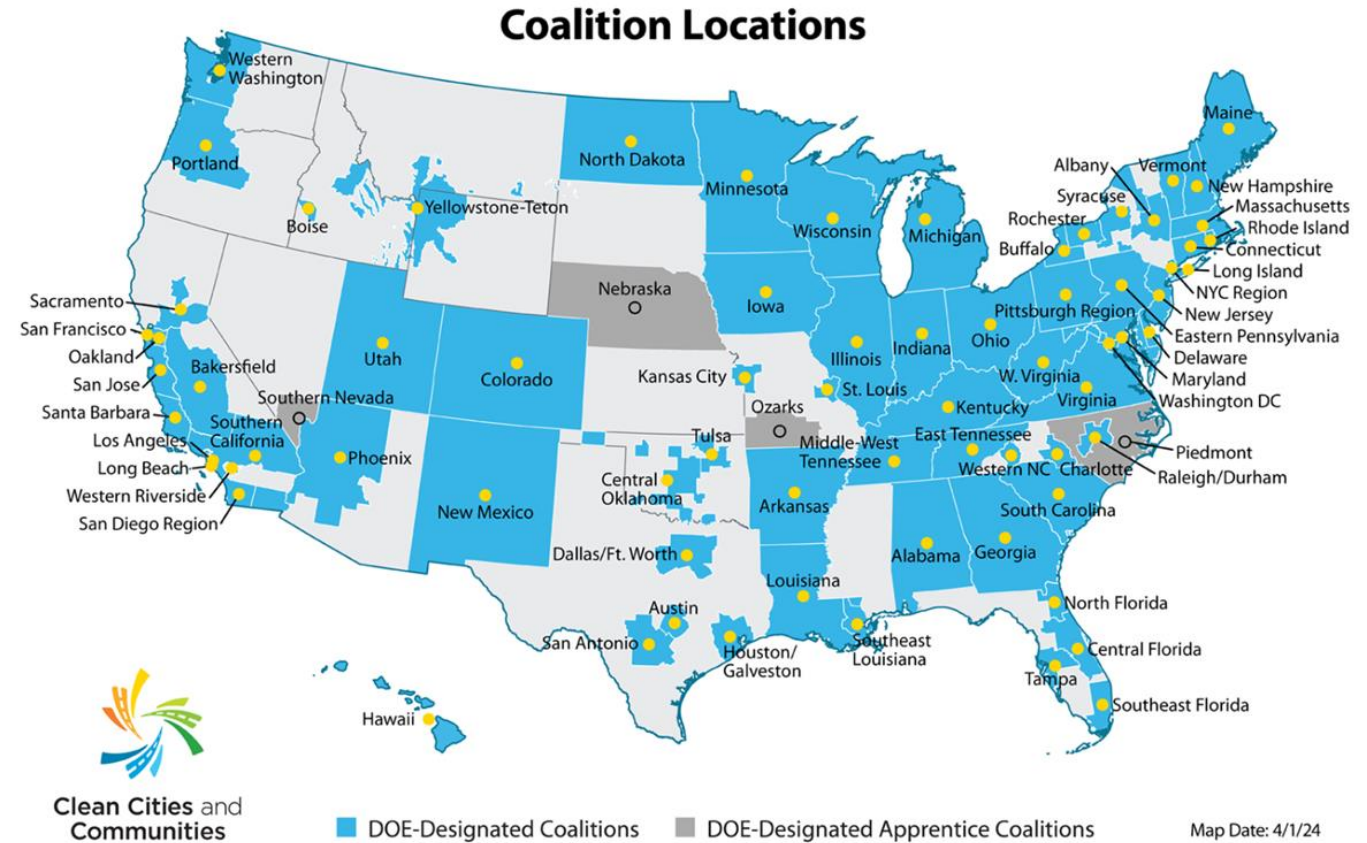 Coalition Locations
Western
Washington
Portland
Boise
Yellowstone-Teton
North Dakota
Minnesota
Wisconsin
Michigan
Maine
Albany
Vermont
Syracuse
New Hampshire
Massachusetts
Rochester
Rhode Island
Buffalo
Connecticut
Long Island
NYC Region
New Jersey
Pittsburgh Region
Eastern Pennsylvania
Delaware
Maryland
Washington DC
Nebraska
Iowa
Illinois
Indiana
Ohio
W. Virginia
Virginia
Sacramento
San Francisco
Oakland
San Jose
Bakersfield
Santa Barbara
Southern Nevada
Southern
California
Los Angeles
Long Beach
Western Riverside
San Diego Region
Utah
Colorado
Kansas City
St. Louis
Kentucky
Ozarks
Phoenix
New Mexico
Tulsa
Central
Oklahoma
Middle-West
Tennessee
East Tennessee
Western NC
Charlotte
Piedmont
Raleigh/Durham
Arkansas
South Carolina
Dallas/Ft. Worth
Alabama
Georgia
Louisiana
Austin
San Antonio
Houston/
Galveston
Southeast
Louisiana
North Florida
Central Florida
Tampa
Southeast Florida
Hawaii
Clean Cities and
Communities
DOE-Designated Coalitions
DOE-Designated Apprentice Coalitions
Map Date: 4/1/24